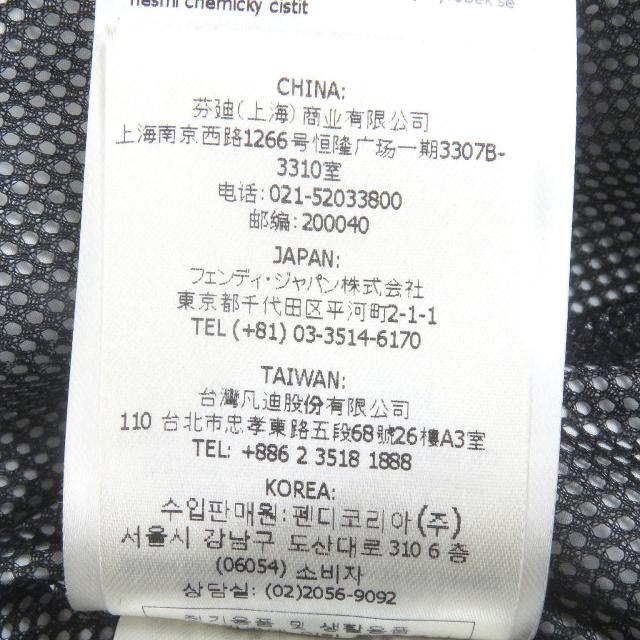 nesmí chemicky čistit
CHINA:
芬迪(上海)商业有限公司
上海南京西路1266号恒隆广场一期3307B-
3310室
电话: 021-52033800
邮编: 200040
JAPAN:
フェンディ・ジャパン株式会社
東京都千代田区平河町2-1-1
TEL (+81) 03-3514-6170
TAIWAN:
台灣凡迪股份有限公司
110 台北市忠孝東路五段68號26樓A3室
TEL: +886 2 3518 1888
KOREA:
수입판매원: 펜디코리아(주)
서울시 강남구 도산대로 310 6 층
(06054) 소비자
상담실: (02)2056-9092